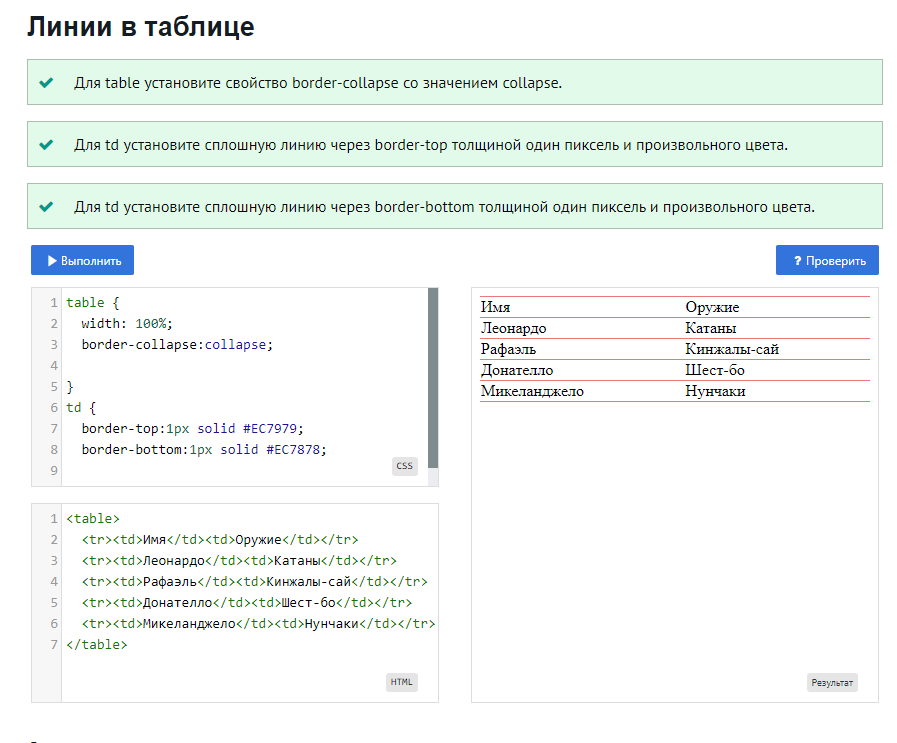 Линии в таблице
Для table установите свойство border-collapse со значением collapse.
Для td установите сплошную линию через border-top толщиной один пиксель и произвольного цвета.
Для td установите сплошную линию через border-bottom толщиной один пиксель и произвольного цвета.
Выполнить
? Проверить
1 table {
2 width: 100%;
3 border-collapse:collapse;
4
5 }
6 td {
7 border-top:1px solid #EC7979;
8 border-bottom:1px solid #EC7878;
9
CSS
1 <table>
2 <tr><td>Имя</td><td>Оружие</td></tr>
3 <tr><td>Леонардо</td><td>Катаны</td></tr>
4 <tr><td>Рафаэль</td><td>Кинжалы-сай</td></tr>
5 <tr><td>Донателло</td><td>Шест-бо</td></tr>
6 <tr><td>Микеланджело</td><td>Нунчаки</td></tr>
7 </table>
HTML
Имя Оружие
Леонардо Катаны
Рафаэль Кинжалы-сай
Донателло Шест-бо
Микеланджело Нунчаки
Результат